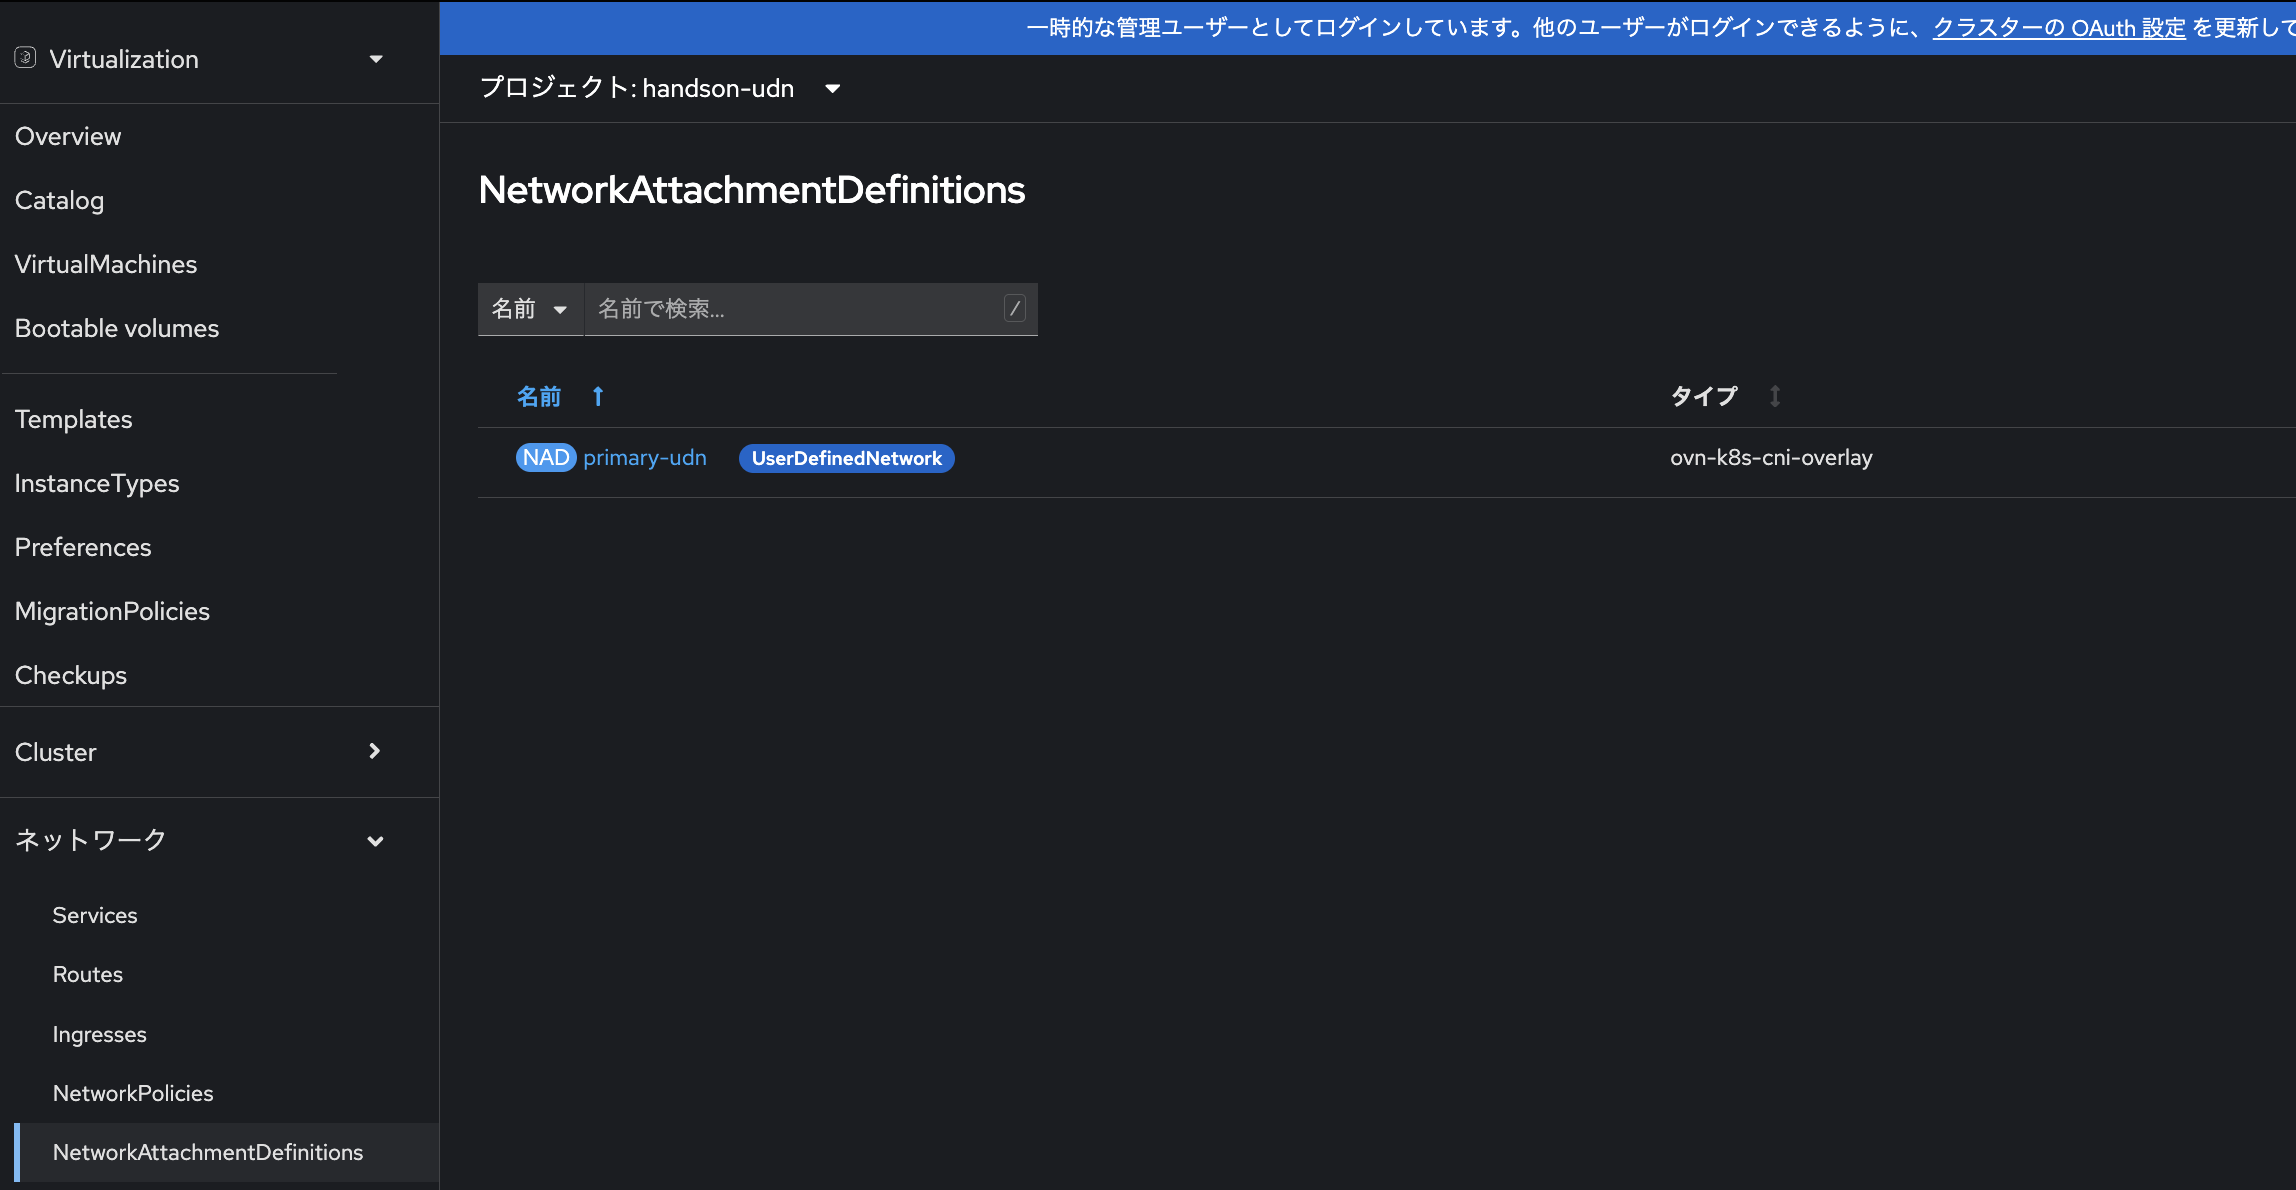 Virtualization
Overview
Catalog
VirtualMachines
Bootable volumes
Templates
InstanceTypes
Preferences
MigrationPolicies
Checkups
Cluster
ネットワーク
Services
Routes
Ingresses
NetworkPolicies
NetworkAttachmentDefinitions
一時的な管理ユーザーとしてログインしています。他のユーザーがログインできるように、クラスターの OAuth 設定 を更新して
プロジェクト: handson-udn
NetworkAttachmentDefinitions
名前 名前で検索... /
名前 タイプ
NAD primary-udn UserDefinedNetwork ovn-k8s-cni-overlay